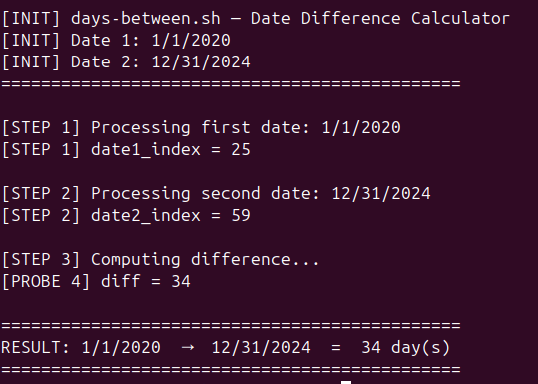 [INIT] days-between.sh — Date Difference Calculator
[INIT] Date 1: 1/1/2020
[INIT] Date 2: 12/31/2024
==============================================
[STEP 1] Processing first date: 1/1/2020
[STEP 1] date1_index = 25
[STEP 2] Processing second date: 12/31/2024
[STEP 2] date2_index = 59
[STEP 3] Computing difference...
[PROBE 4] diff = 34
==============================================
RESULT: 1/1/2020  →  12/31/2024  =  34 day(s)
==============================================